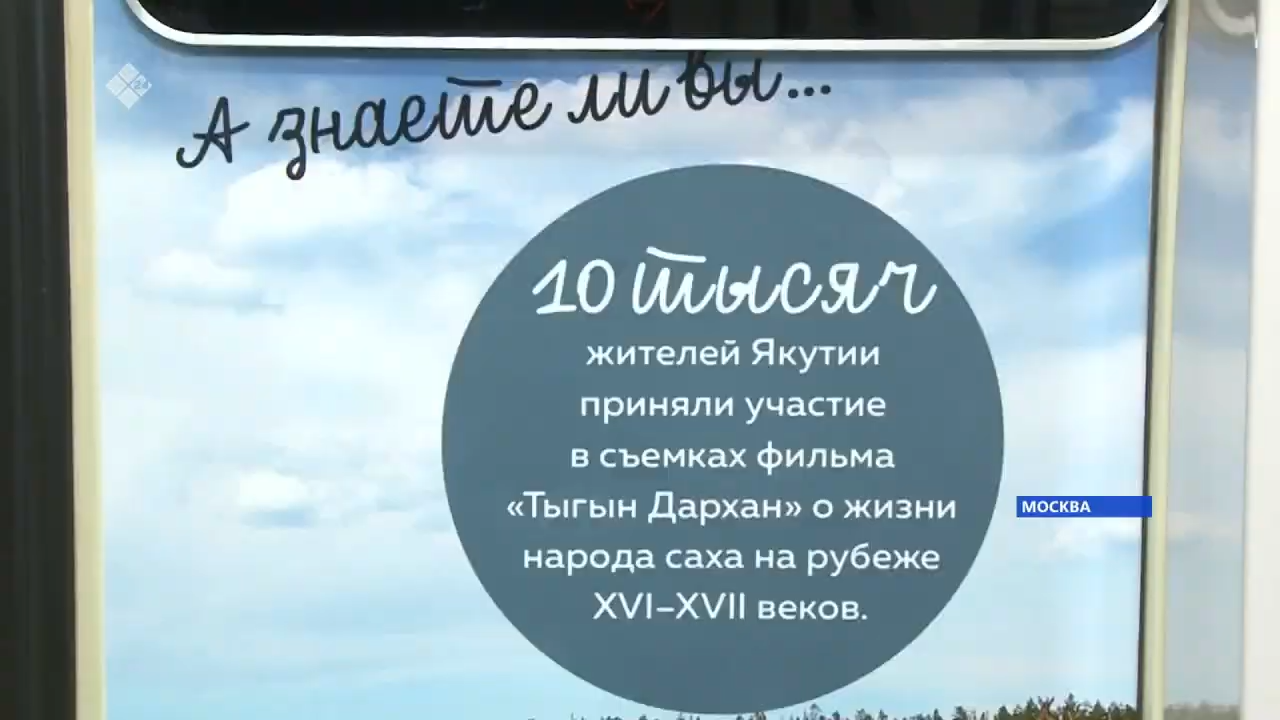 А знаете ли вы...
10 тысяч
жителей Якутии
приняли участие
в съемках фильма
«Тыгын Дархан» о жизни
народа саха на рубеже
XVI–XVII веков.
МОСКВА